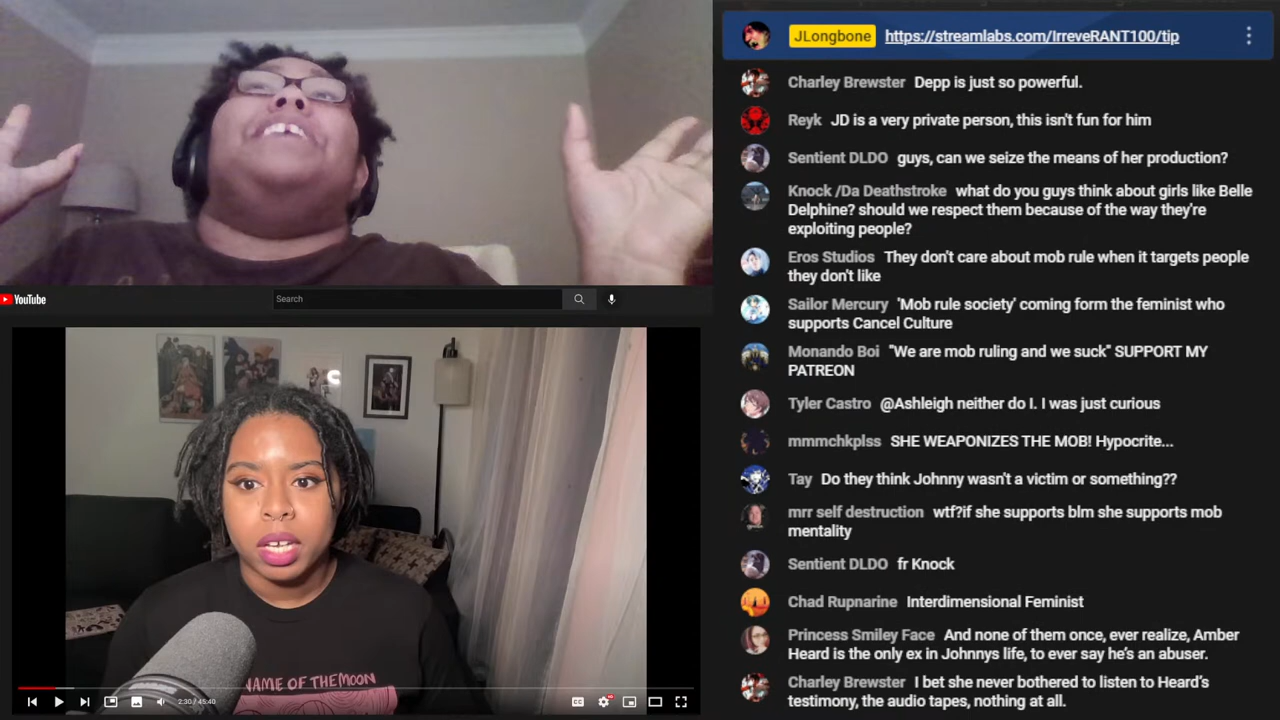 JLongbone https://streamlabs.com/IrreveRANT100/tip
Charley Brewster Depp is just so powerful.
Reyk JD is a very private person, this isn't fun for him
Sentient DLDO guys, can we seize the means of her production?
Knock /Da Deathstroke what do you guys think about girls like Belle
Delphine? should we respect them because of the way they're
exploiting people?
Eros Studios They don't care about mob rule when it targets people
they don't like
Sailor Mercury 'Mob rule society' coming form the feminist who
supports Cancel Culture
Monando Boi "We are mob ruling and we suck" SUPPORT MY
PATREON
Tyler Castro @Ashleigh neither do I. I was just curious
mmmchkplss SHE WEAPONIZES THE MOB! Hypocrite...
Tay Do they think Johnny wasn't a victim or something??
mrr self destruction wtf?if she supports blm she supports mob
mentality
Sentient DLDO fr Knock
Chad Rupnarine Interdimensional Feminist
Princess Smiley Face And none of them once, ever realize, Amber
Heard is the only ex in Johnnys life, to ever say he's an abuser.
Charley Brewster I bet she never bothered to listen to Heard's
testimony, the audio tapes, nothing at all.
YouTube
Search
NAME OF THE MOON
2:30 / 45:40
CC
HD